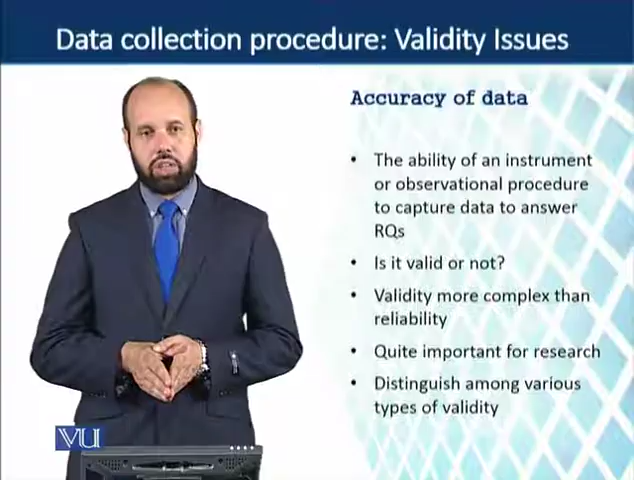 Data collection procedure: Validity Issues
Accuracy of data
• The ability of an instrument
or observational procedure
to capture data to answer
RQs
• Is it valid or not?
• Validity more complex than
reliability
• Quite important for research
• Distinguish among various
types of validity
VU